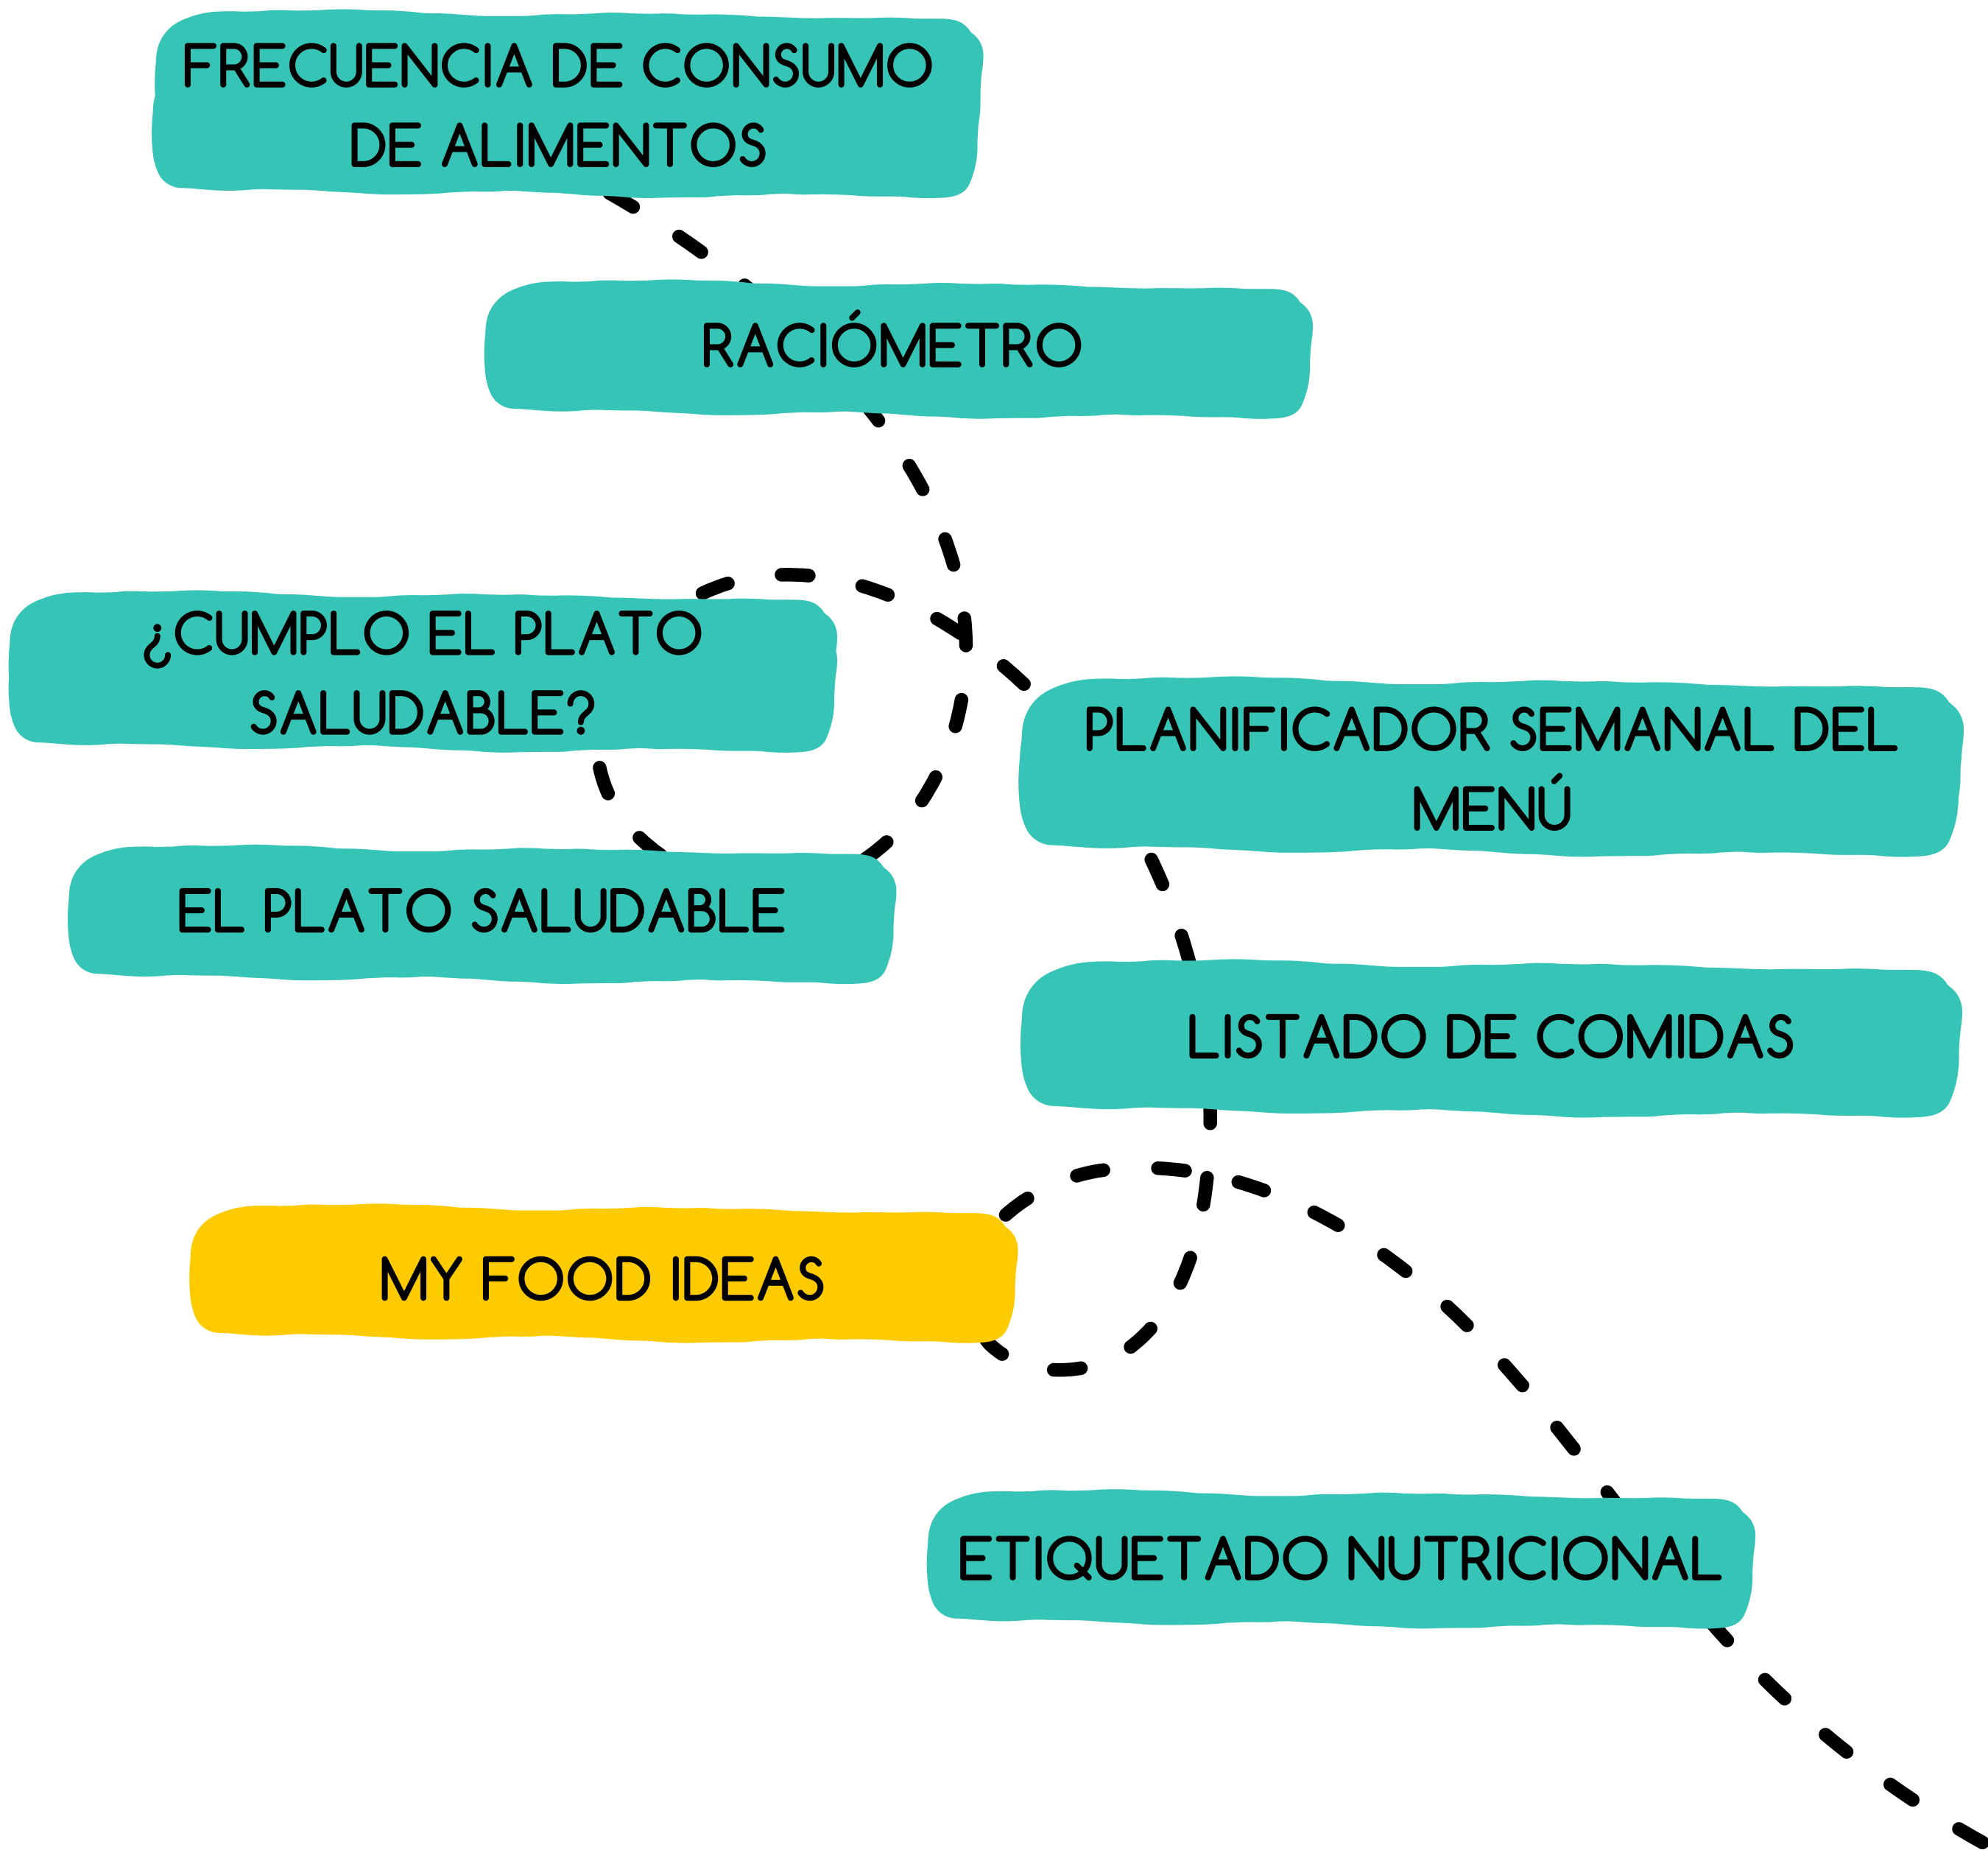 FRECUENCIA DE CONSUMO
DE ALIMENTOS
RACIÓMETRO
¿CUMPLO EL PLATO
SALUDABLE?
PLANIFICADOR SEMANAL DEL
MENÚ
EL PLATO SALUDABLE
LISTADO DE COMIDAS
MY FOOD IDEAS
ETIQUETADO NUTRICIONAL